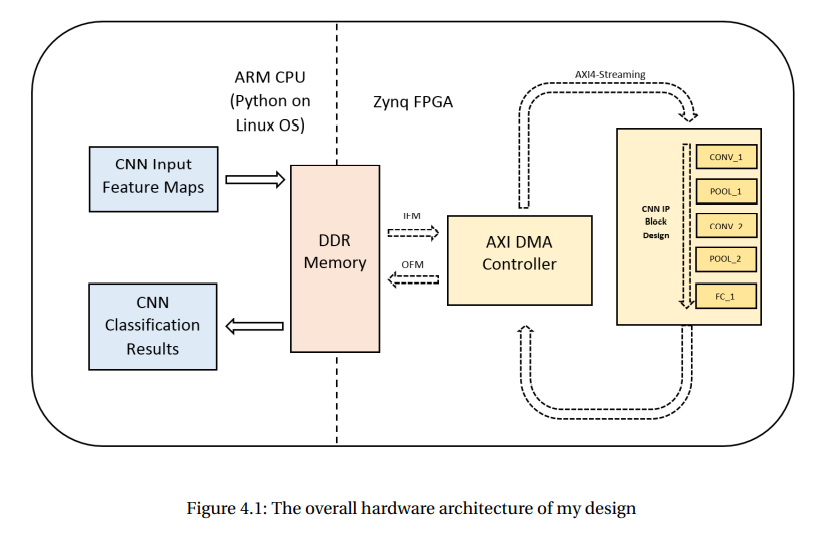 ARM CPU
(Python on
Linux OS)
Zynq FPGA
AXI4-Streaming
CNN Input
Feature Maps
DDR
Memory
IFM
OFM
AXI DMA
Controller
CNN IP
Block
Design
CONV_1
POOL_1
CONV_2
POOL_2
FC_1
CNN
Classification
Results
Figure 4.1: The overall hardware architecture of my design